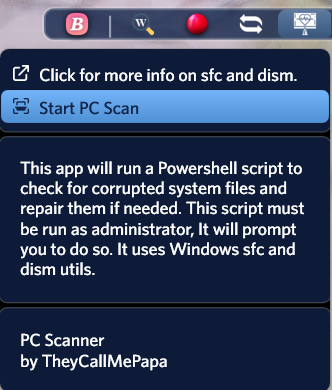 B
W
Click for more info on sfc and dism.
Start PC Scan
This app will run a Powershell script to
check for corrupted system files and
repair them if needed. This script must
be run as administrator, It will prompt
you to do so. It uses Windows sfc and
dism utils.
PC Scanner
by TheyCallMePapa